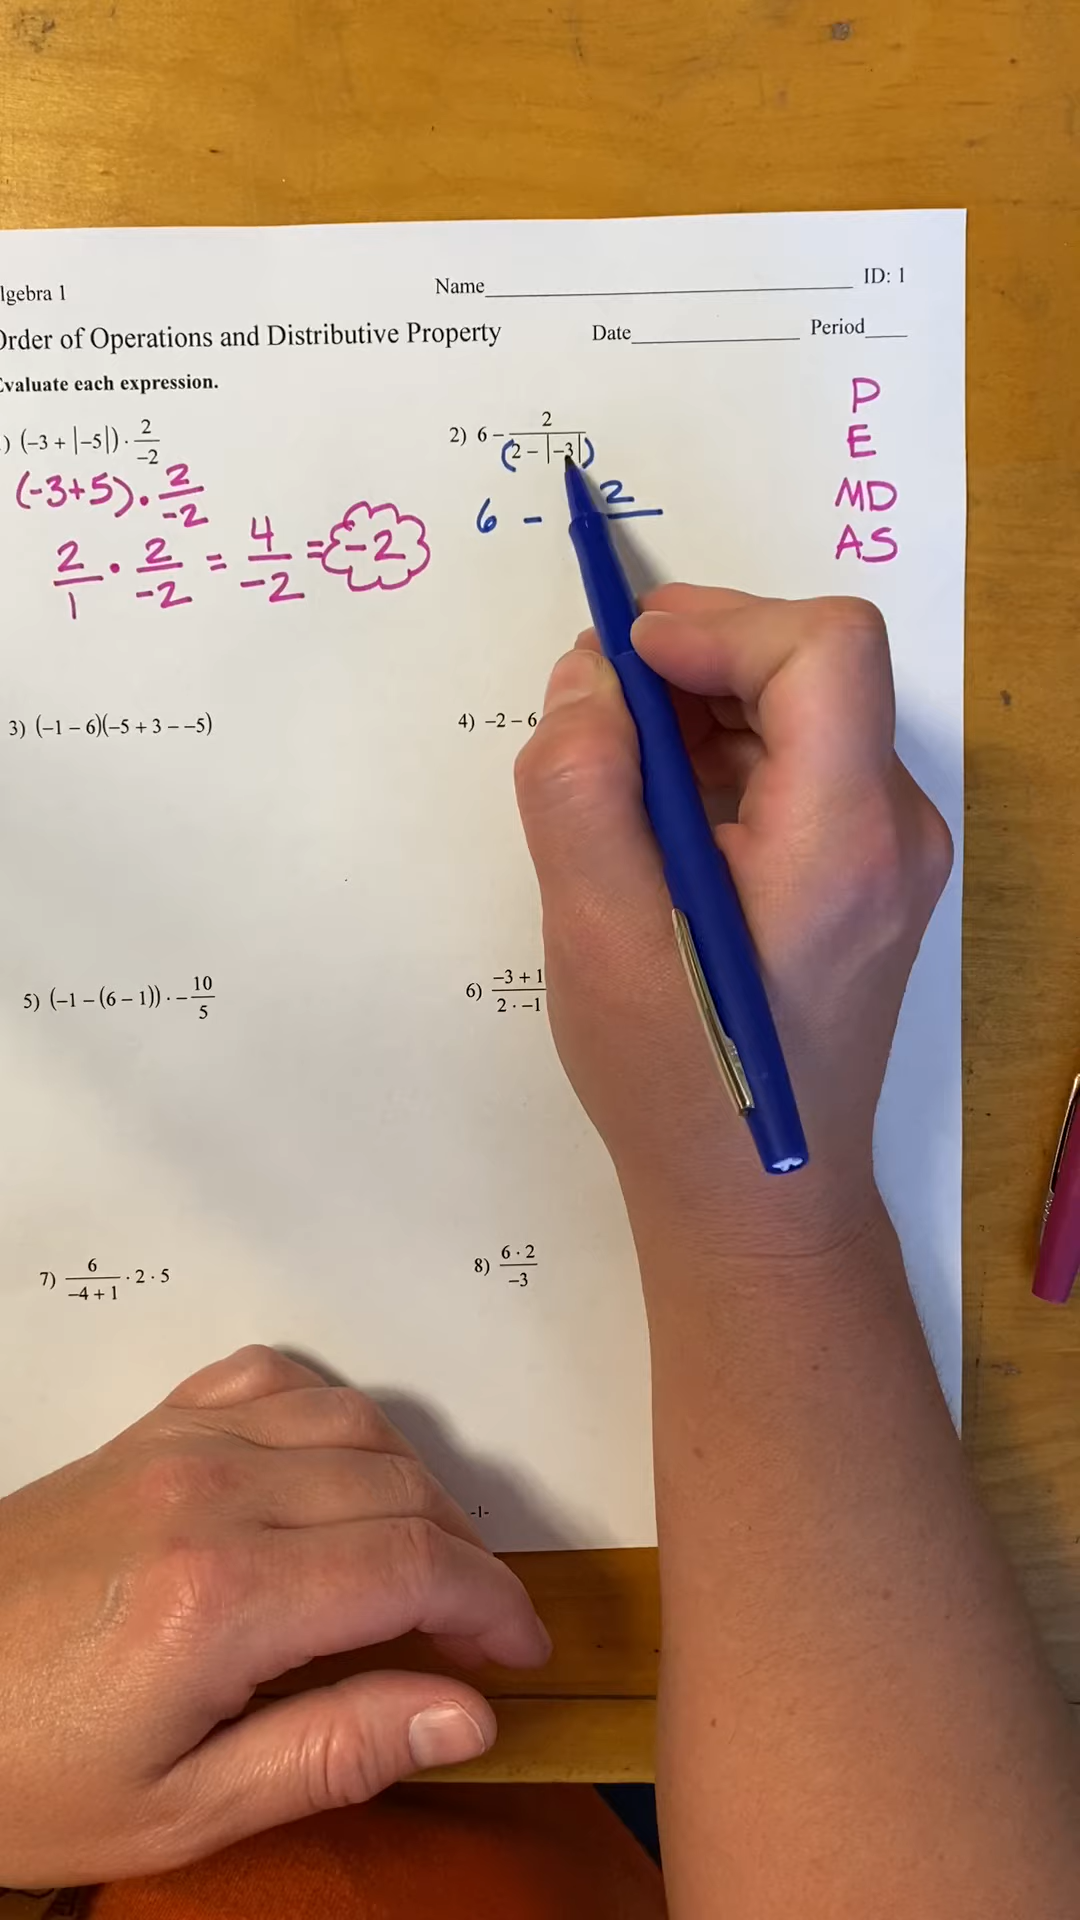 lgebra 1
Name____________ ID: 1
Order of Operations and Distributive Property
Date________ Period____
Evaluate each expression.
) (−3 + |−5|) · 2/−2
(-3+5) · 2/-2
2/1 · 2/-2 = 4/-2 = -2
2) 6 − 2/(2 − |−3|)
6 - 2
P
E
MD
AS
3) (−1 − 6)(−5 + 3 − −5)
4) −2 − 6
5) (−1 − (6 − 1)) · −10/5
6) −3 + 1/2 · −1
7) 6/−4 + 1 · 2 · 5
8) 6 · 2/−3
-1-